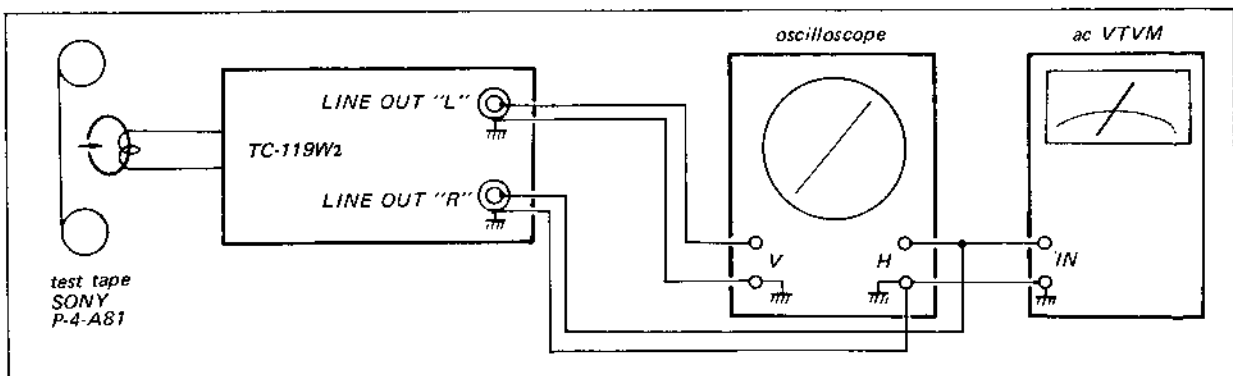 oscilloscope
ac VTVM
LINE OUT "L"
TC-119W2
LINE OUT "R"
V
H
IN
test tape
SONY
P-4-A81